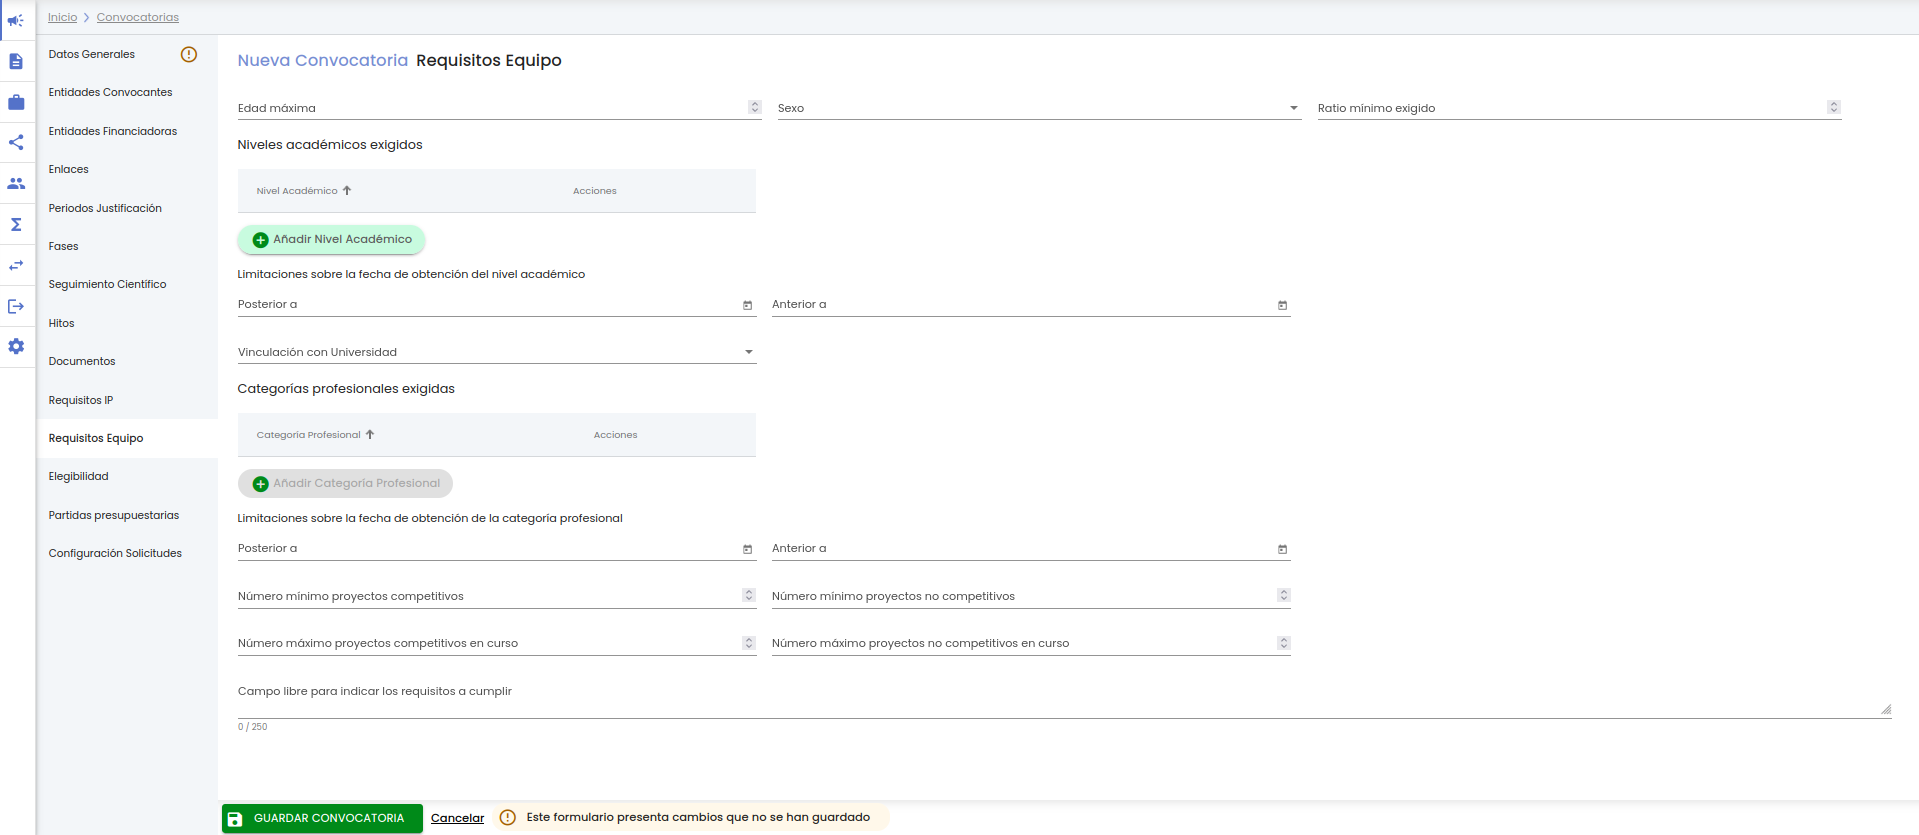 Inicio > Convocatorias
Datos Generales
Entidades Convocantes
Entidades Financiadoras
Enlaces
Periodos Justificación
Fases
Seguimiento Científico
Hitos
Documentos
Requisitos IP
Requisitos Equipo
Elegibilidad
Partidas presupuestarias
Configuración Solicitudes
Nueva Convocatoria Requisitos Equipo
Edad máxima Sexo Ratio mínimo exigido
Niveles académicos exigidos
Nivel Académico Acciones
Añadir Nivel Académico
Limitaciones sobre la fecha de obtención del nivel académico
Posterior a Anterior a
Vinculación con Universidad
Categorías profesionales exigidas
Categoría Profesional Acciones
Añadir Categoría Profesional
Limitaciones sobre la fecha de obtención de la categoría profesional
Posterior a Anterior a
Número mínimo proyectos competitivos Número mínimo proyectos no competitivos
Número máximo proyectos competitivos en curso Número máximo proyectos no competitivos en curso
Campo libre para indicar los requisitos a cumplir
0 / 250
GUARDAR CONVOCATORIA Cancelar Este formulario presenta cambios que no se han guardado